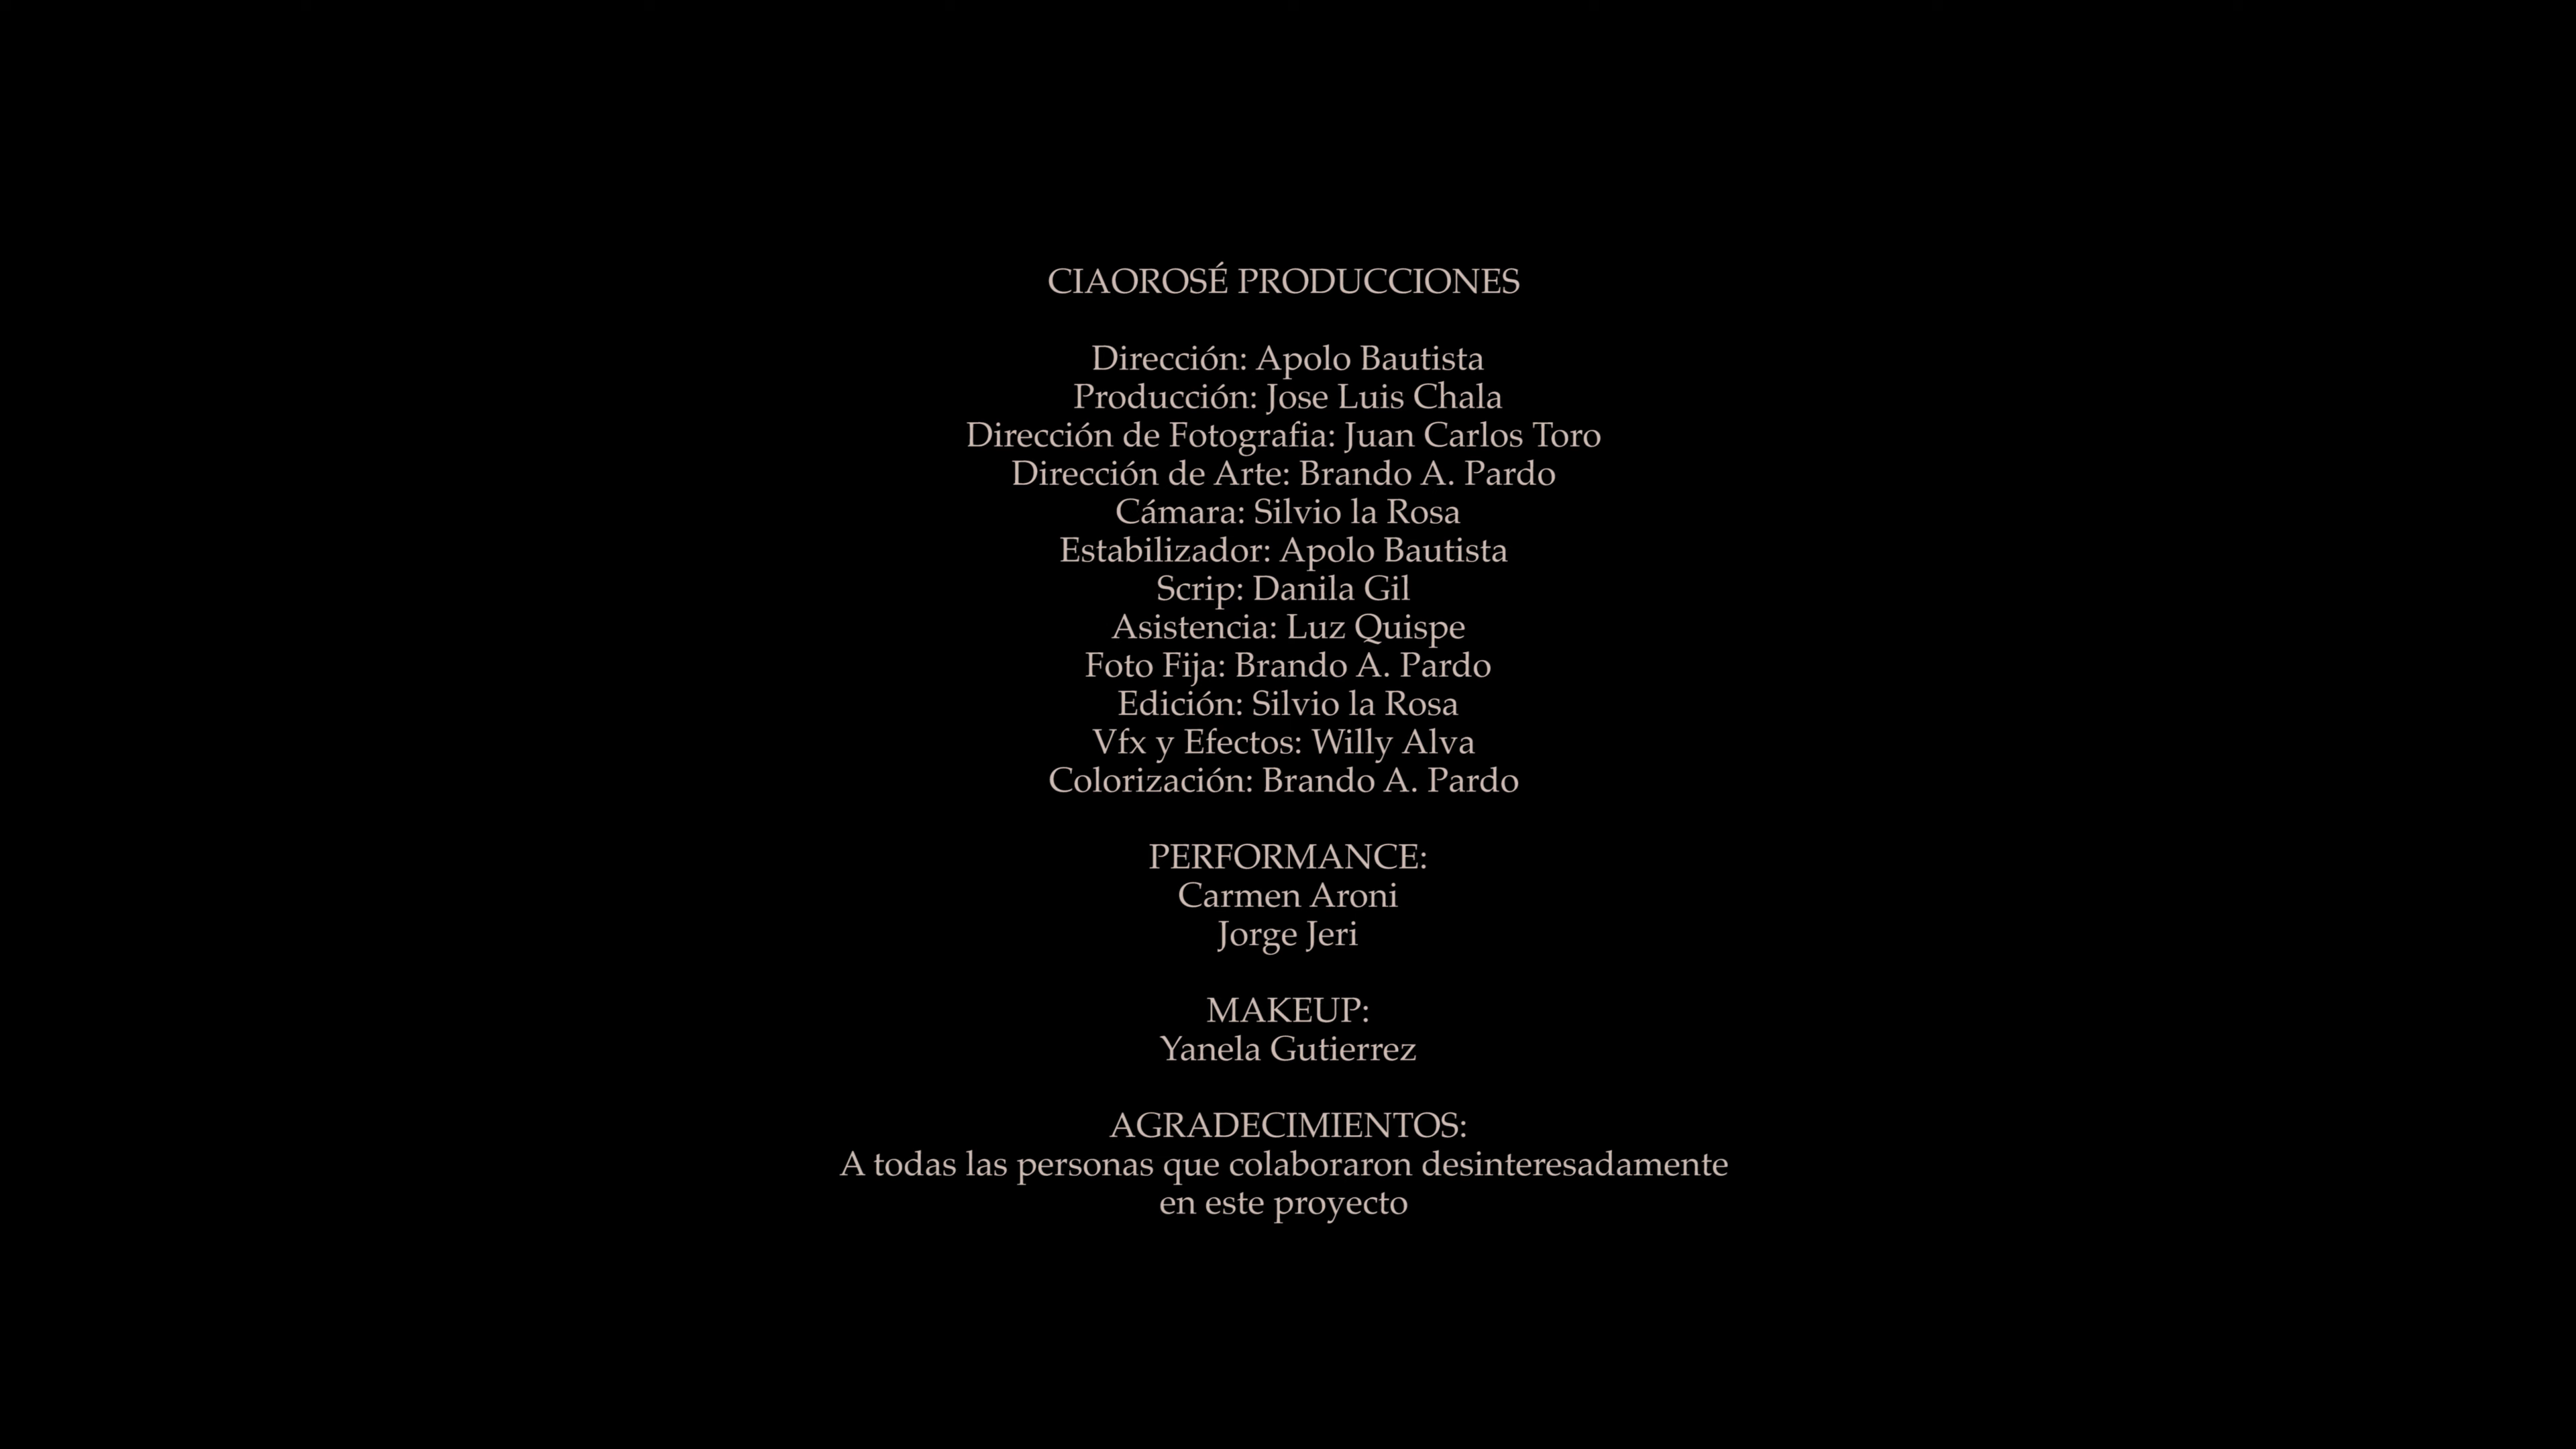 CIAOROSÉ PRODUCCIONES
Dirección: Apolo Bautista
Producción: Jose Luis Chala
Dirección de Fotografia: Juan Carlos Toro
Dirección de Arte: Brando A. Pardo
Cámara: Silvio la Rosa
Estabilizador: Apolo Bautista
Scrip: Danila Gil
Asistencia: Luz Quispe
Foto Fija: Brando A. Pardo
Edición: Silvio la Rosa
Vfx y Efectos: Willy Alva
Colorización: Brando A. Pardo
PERFORMANCE:
Carmen Aroni
Jorge Jeri
MAKEUP:
Yanela Gutierrez
AGRADECIMIENTOS:
A todas las personas que colaboraron desinteresadamente
en este proyecto